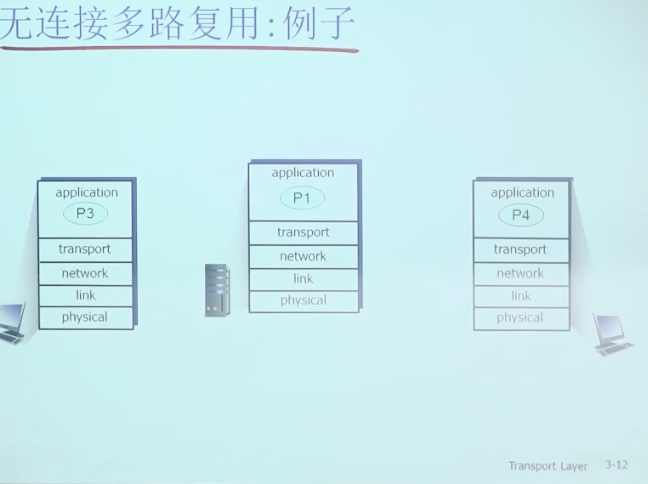 无连接多路复用:例子
application
P3
transport
network
link
physical
application
P1
transport
network
link
physical
application
P4
transport
network
link
physical
Transport Layer 3-12